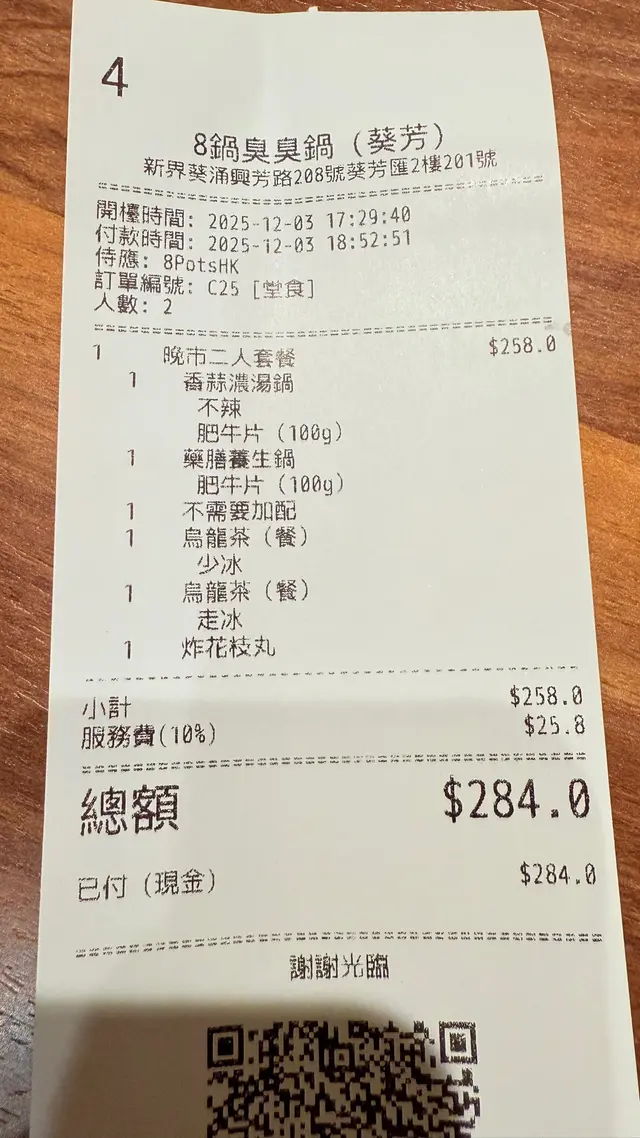 4
8鍋臭臭鍋 (葵芳)
新界葵涌興芳路208號葵芳匯2樓201號
開檯時間: 2025-12-03 17:29:40
付款時間: 2025-12-03 18:52:51
侍應: 8PotsHK
訂單編號: C25 [堂食]
人數: 2
1 晚市二人套餐 $258.0
1 香蒜濃湯鍋
不辣
肥牛片 (100g)
1 藥膳養生鍋
肥牛片 (100g)
1 不需要加配
1 烏龍茶 (餐)
少冰
1 烏龍茶 (餐)
走冰
1 炸花枝丸
小計 $258.0
服務費(10%) $25.8
總額 $284.0
已付 (現金) $284.0
謝謝光臨